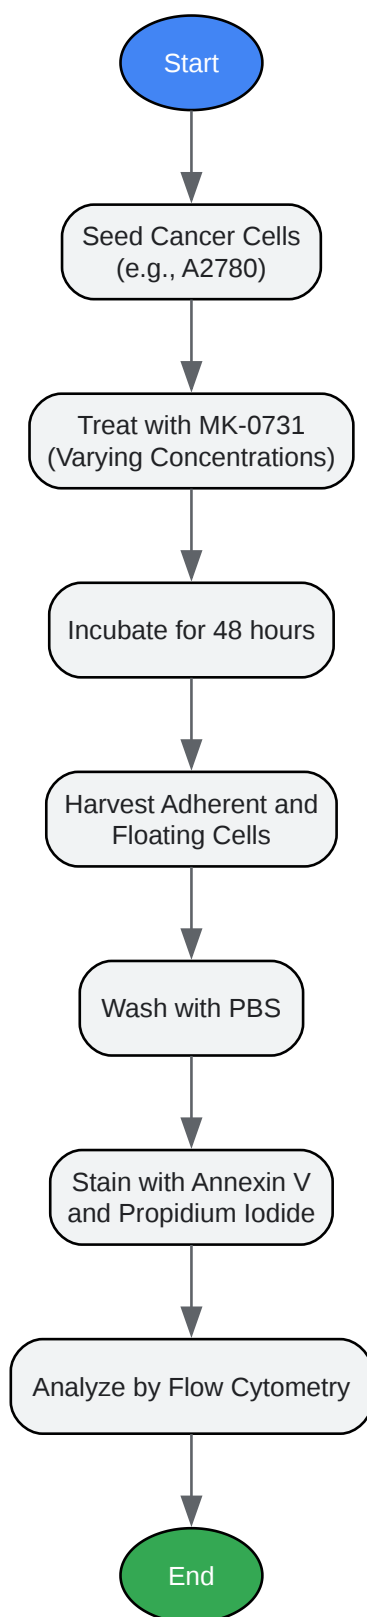 Start
Seed Cancer Cells
(e.g., A2780)
Treat with MK-0731
(Varying Concentrations)
Incubate for 48 hours
Harvest Adherent and
Floating Cells
Wash with PBS
Stain with Annexin V
and Propidium Iodide
Analyze by Flow Cytometry
End